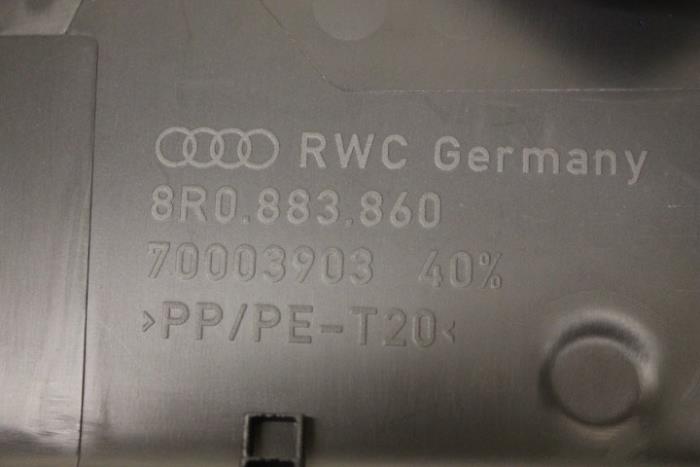 RWC Germany
8R0.883.860
70003903 40%
>PP/PE-T20<